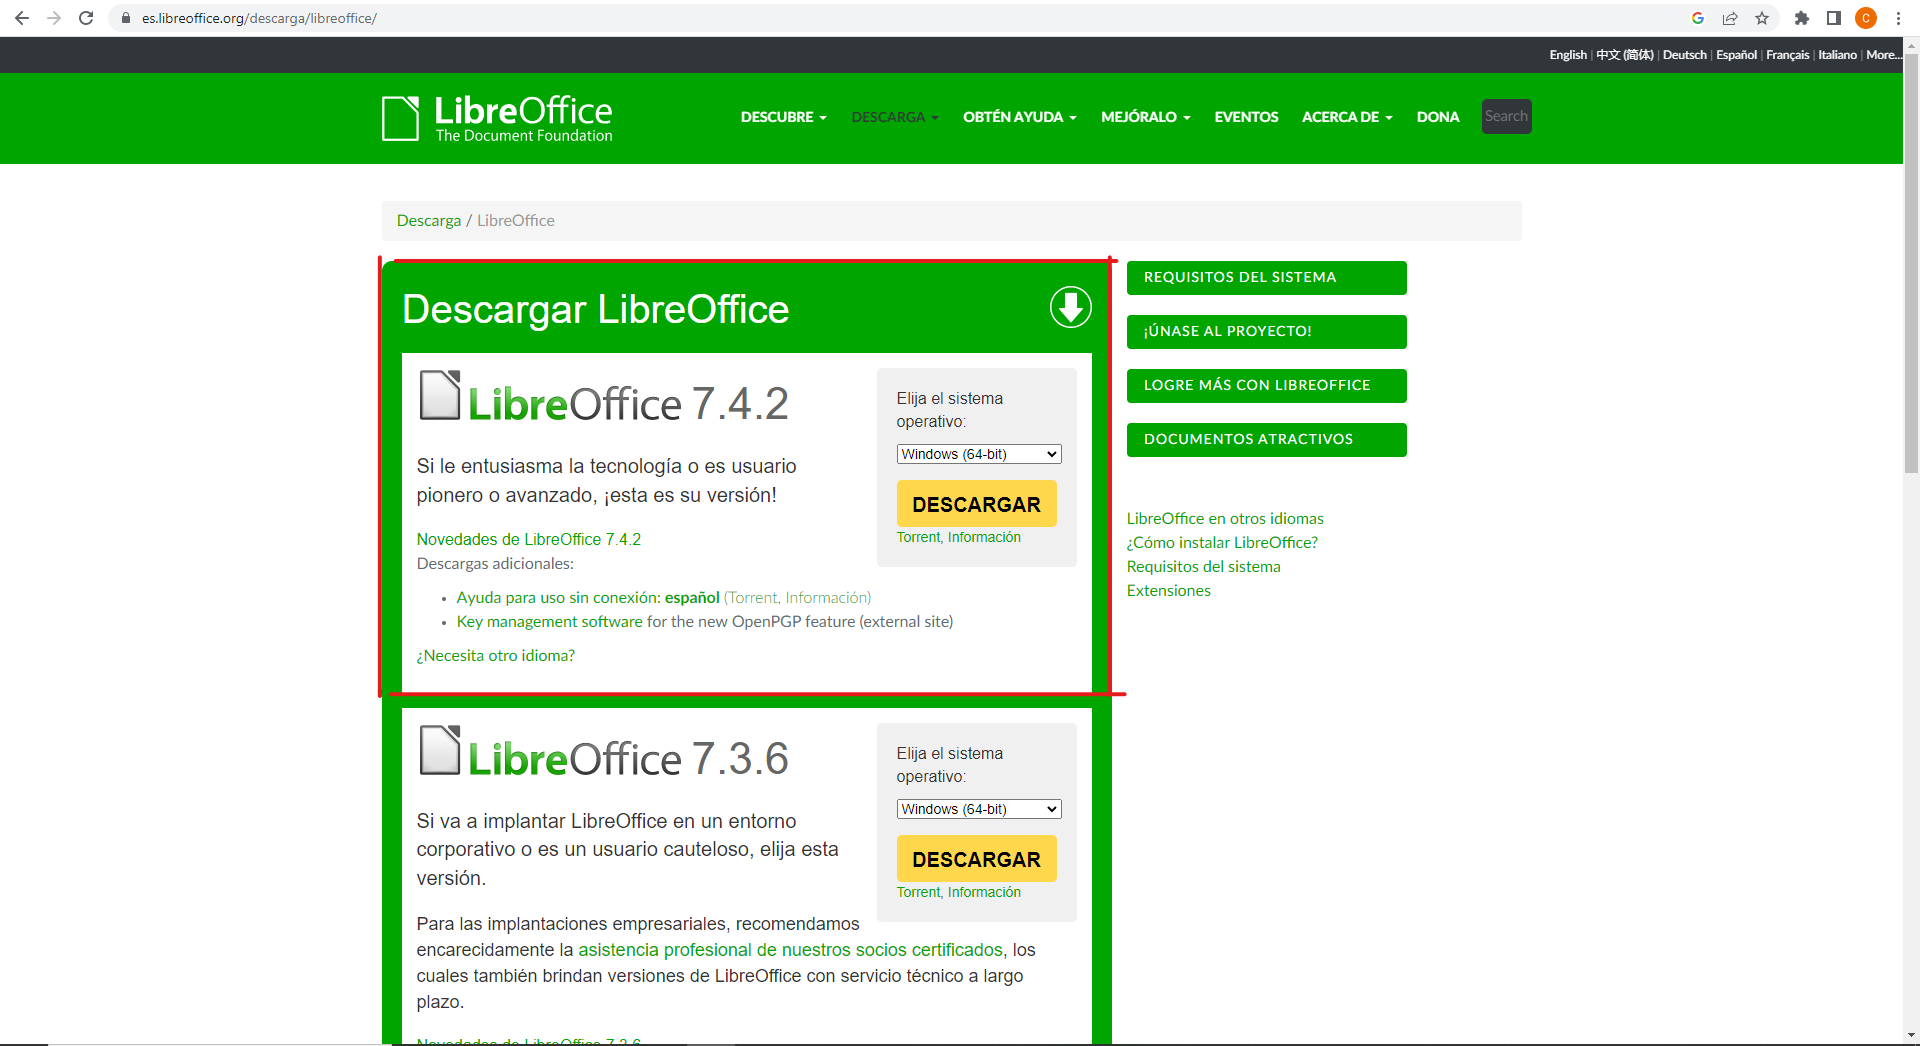 es.libreoffice.org/descarga/libreoffice/
C
English | 中文 (简体) | Deutsch | Español | Français | Italiano | More...
LibreOffice
The Document Foundation
DESCUBRE
DESCARGA
OBTÉN AYUDA
MEJÓRALO
EVENTOS
ACERCA DE
DONA
Search
Descarga / LibreOffice
Descargar LibreOffice
LibreOffice 7.4.2
Si le entusiasma la tecnología o es usuario
pionero o avanzado, ¡esta es su versión!
Novedades de LibreOffice 7.4.2
Descargas adicionales:
Ayuda para uso sin conexión: español (Torrent, Información)
Key management software for the new OpenPGP feature (external site)
¿Necesita otro idioma?
Elija el sistema
operativo:
Windows (64-bit)
DESCARGAR
Torrent, Información
LibreOffice 7.3.6
Si va a implantar LibreOffice en un entorno
corporativo o es un usuario cauteloso, elija esta
versión.
Para las implantaciones empresariales, recomendamos
encarecidamente la asistencia profesional de nuestros socios certificados, los
cuales también brindan versiones de LibreOffice con servicio técnico a largo
plazo.
Novedades de LibreOffice 7.3.6
Elija el sistema
operativo:
Windows (64-bit)
DESCARGAR
Torrent, Información
REQUISITOS DEL SISTEMA
¡ÚNASE AL PROYECTO!
LOGRE MÁS CON LIBREOFFICE
DOCUMENTOS ATRACTIVOS
LibreOffice en otros idiomas
¿Cómo instalar LibreOffice?
Requisitos del sistema
Extensiones